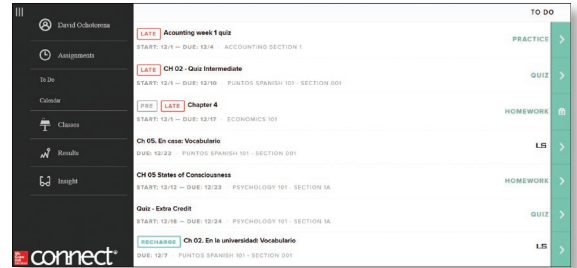 TO DO
David Ochotorena
Assignments
To Do
Calendar
Classes
Results
Insight
Mc Graw Hill Education
connect®
LATE Acounting week 1 quiz
START: 12/1 — DUE: 12/4 · ACCOUNTING SECTION 1
PRACTICE
LATE CH 02 - Quiz Intermediate
START: 12/1 — DUE: 12/10 · PUNTOS SPANISH 101 - SECTION 001
QUIZ
PRE LATE Chapter 4
START: 12/1 — DUE: 12/17 · ECONOMICS 101
HOMEWORK
Ch 05. En casa: Vocabulario
DUE: 12/22 · PUNTOS SPANISH 101 - SECTION 001
LS
CH 05 States of Consciousness
START: 12/12 — DUE: 12/23 · PSYCHOLOGY 101 - SECTION 1A
HOMEWORK
Quiz - Extra Credit
START: 12/18 — DUE: 12/24 · PSYCHOLOGY 101 - SECTION 1A
QUIZ
RECHARGE Ch 02. En la universidad: Vocabulario
DUE: 12/7 · PUNTOS SPANISH 101 - SECTION 001
LS